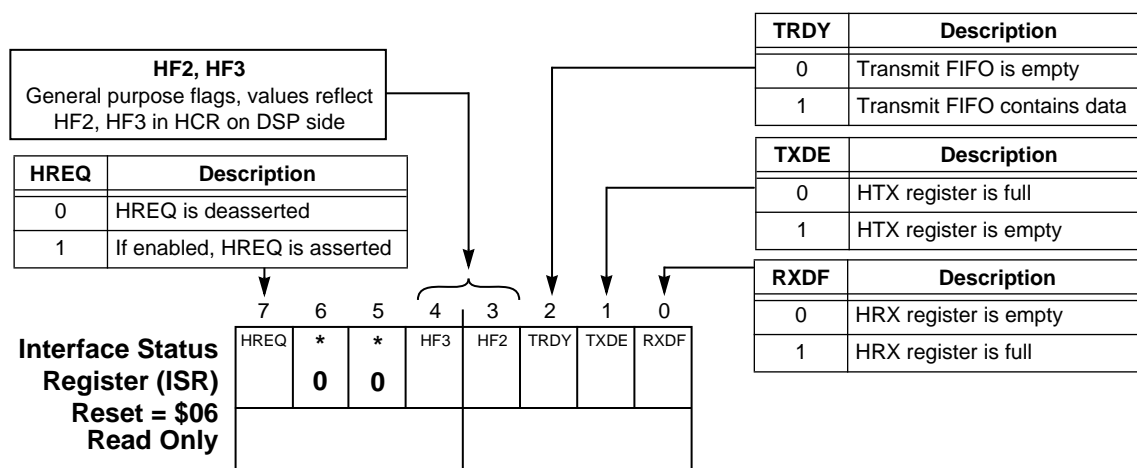 HF2, HF3
General purpose flags, values reflect
HF2, HF3 in HCR on DSP side
TRDY Description
0 Transmit FIFO is empty
1 Transmit FIFO contains data
HREQ Description
0 HREQ is deasserted
1 If enabled, HREQ is asserted
TXDE Description
0 HTX register is full
1 HTX register is empty
RXDF Description
0 HRX register is empty
1 HRX register is full
7 6 5 4 3 2 1 0
HREQ * * HF3 HF2 TRDY TXDE RXDF
0 0
Interface Status
Register (ISR)
Reset = $06
Read Only